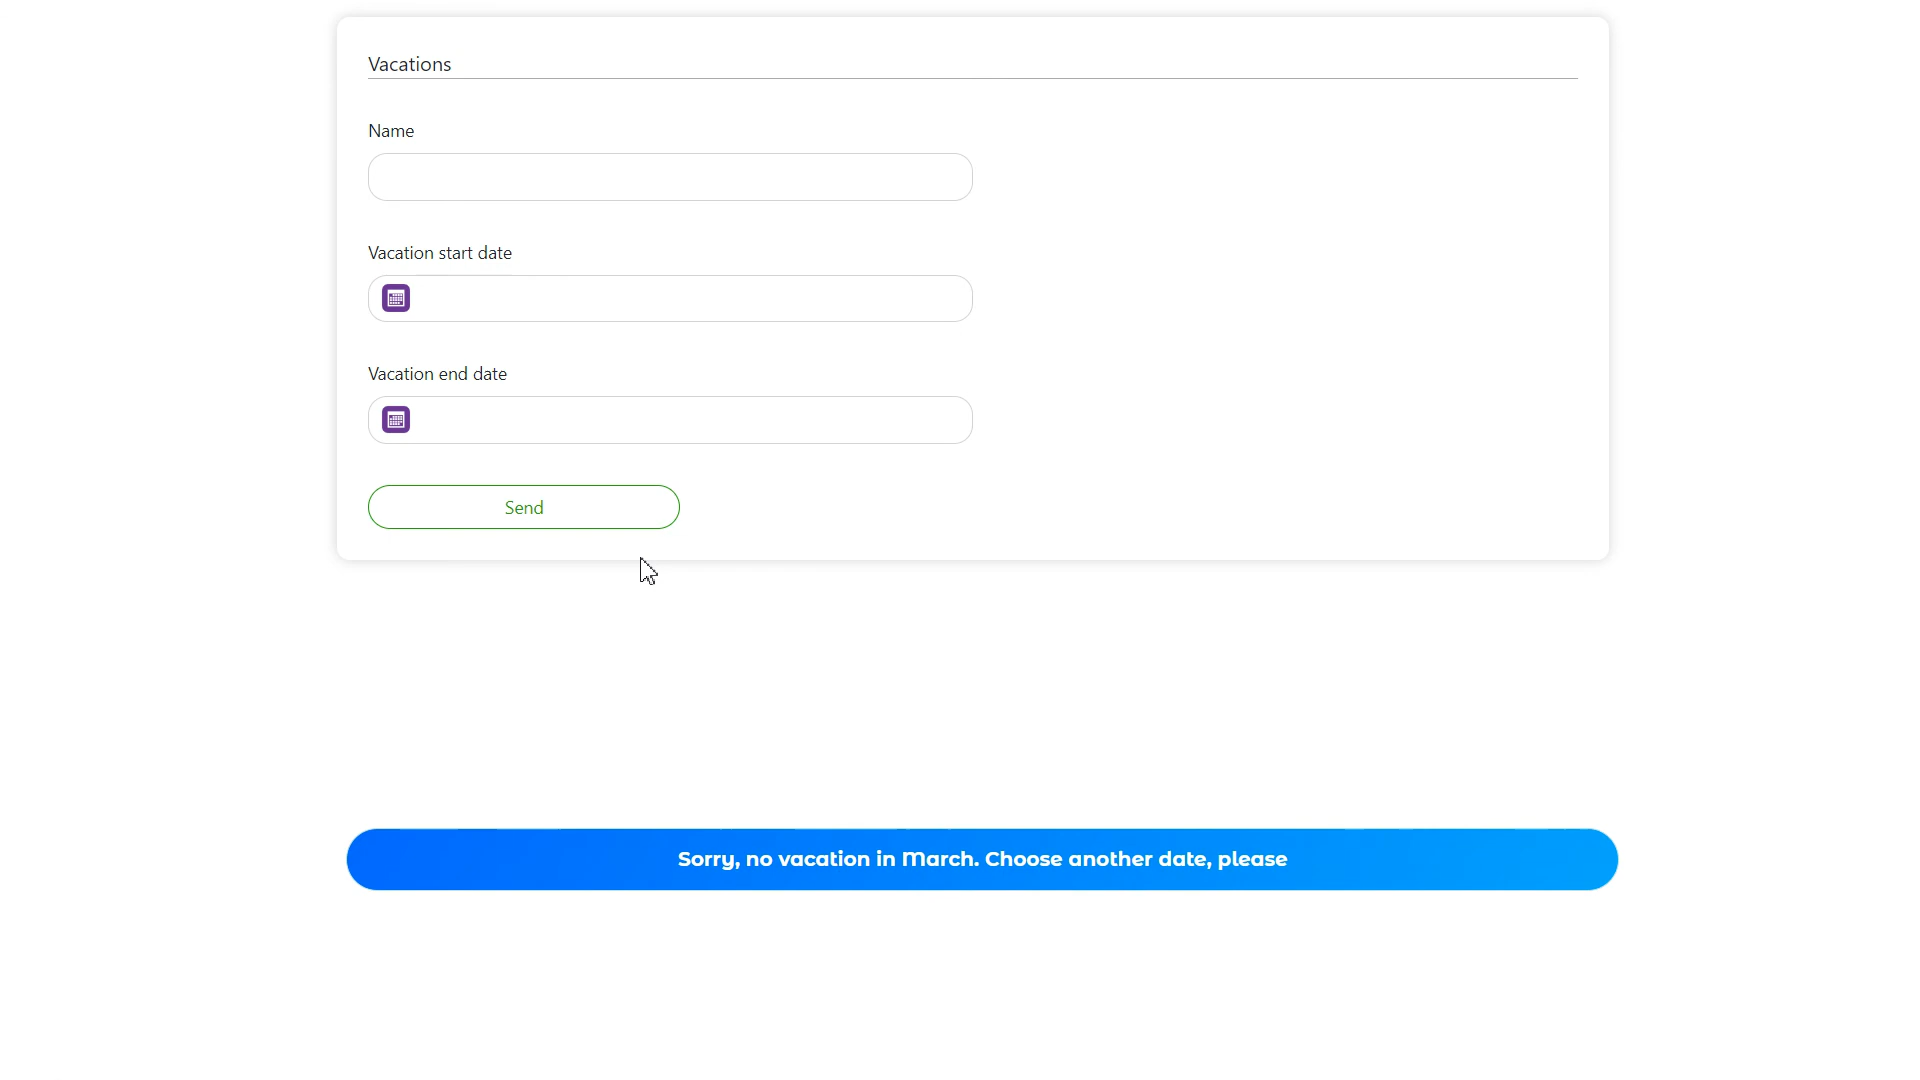 Vacations
Name
Vacation start date
Vacation end date
Send
Sorry, no vacation in March. Choose another date, please